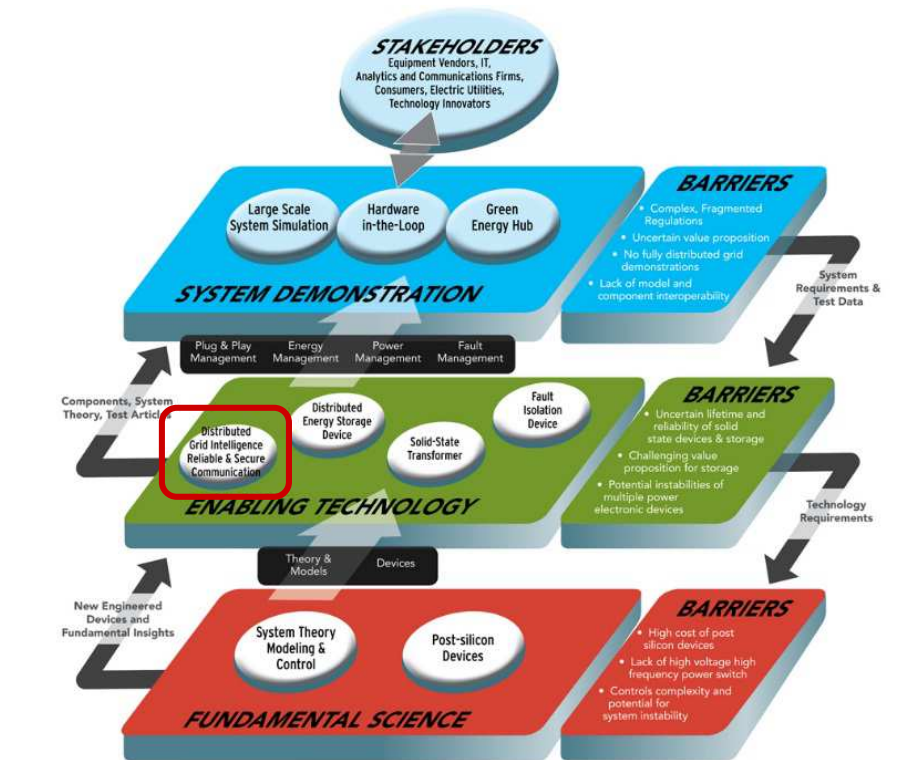 STAKEHOLDERS
Equipment Vendors, IT,
Analytics and Communications Firms,
Consumers, Electric Utilities,
Technology Innovators
Large Scale
System Simulation
Hardware
in-the-Loop
Green
Energy Hub
SYSTEM DEMONSTRATION
BARRIERS
• Complex, Fragmented
Regulations
• Uncertain value proposition
• No fully distributed grid
demonstrations
• Lack of model and
component interoperability
System
Requirements &
Test Data
Plug & Play
Management
Energy
Management
Power
Management
Fault
Management
Components, System
Theory, Test Articles
Distributed
Grid Intelligence
Reliable & Secure
Communication
Distributed
Energy Storage
Device
Solid-State
Transformer
Fault
Isolation
Device
ENABLING TECHNOLOGY
BARRIERS
• Uncertain lifetime and
reliability of solid
state devices & storage
• Challenging value
proposition for storage
• Potential instabilities of
multiple power
electronic devices
Technology
Requirements
Theory &
Models
Devices
New Engineered
Devices and
Fundamental Insights
System Theory
Modeling &
Control
Post-silicon
Devices
FUNDAMENTAL SCIENCE
BARRIERS
• High cost of post
silicon devices
• Lack of high voltage high
frequency power switch
• Controls complexity and
potential for
system instability